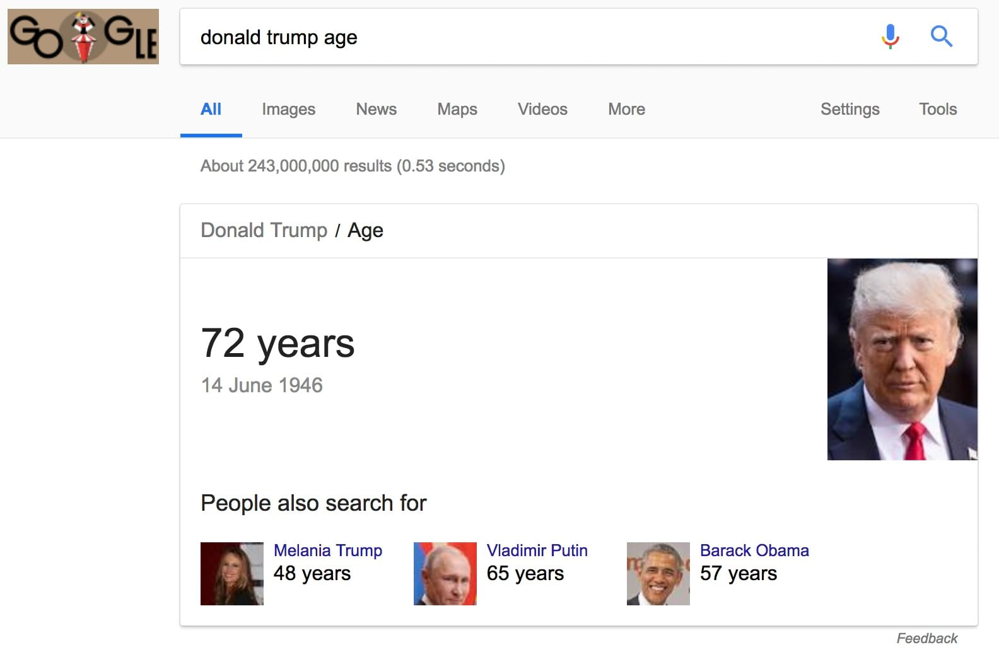 GOOGLE
donald trump age
All Images News Maps Videos More Settings Tools
About 243,000,000 results (0.53 seconds)
Donald Trump / Age
72 years
14 June 1946
People also search for
Melania Trump
48 years
Vladimir Putin
65 years
Barack Obama
57 years
Feedback